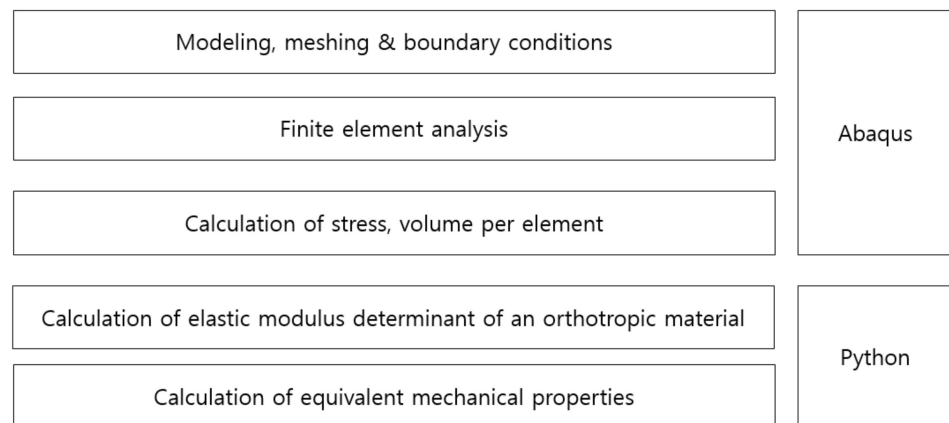 Modeling, meshing & boundary conditions
Finite element analysis
Abaqus
Calculation of stress, volume per element
Calculation of elastic modulus determinant of an orthotropic material
Python
Calculation of equivalent mechanical properties